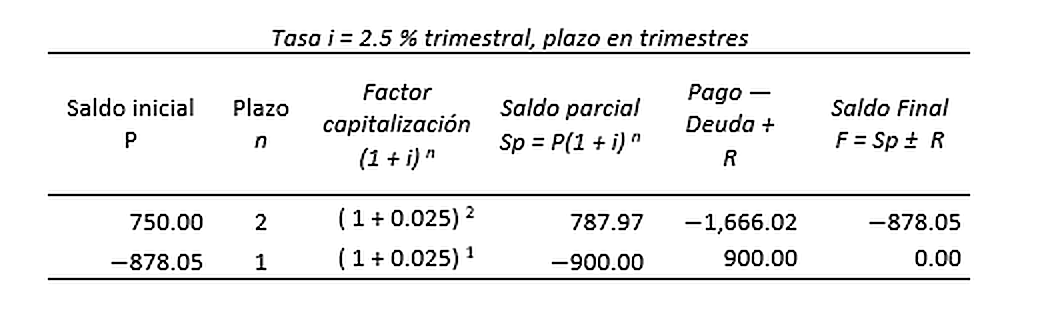 Tasa i = 2.5 % trimestral, plazo en trimestres
Saldo inicial P Plazo n Factor capitalización (1 + i) ⁿ Saldo parcial Sp = P(1 + i) ⁿ Pago — Deuda + R Saldo Final F = Sp ± R
750.00 2 ( 1 + 0.025) ² 787.97 —1,666.02 —878.05
—878.05 1 ( 1 + 0.025) ¹ —900.00 900.00 0.00